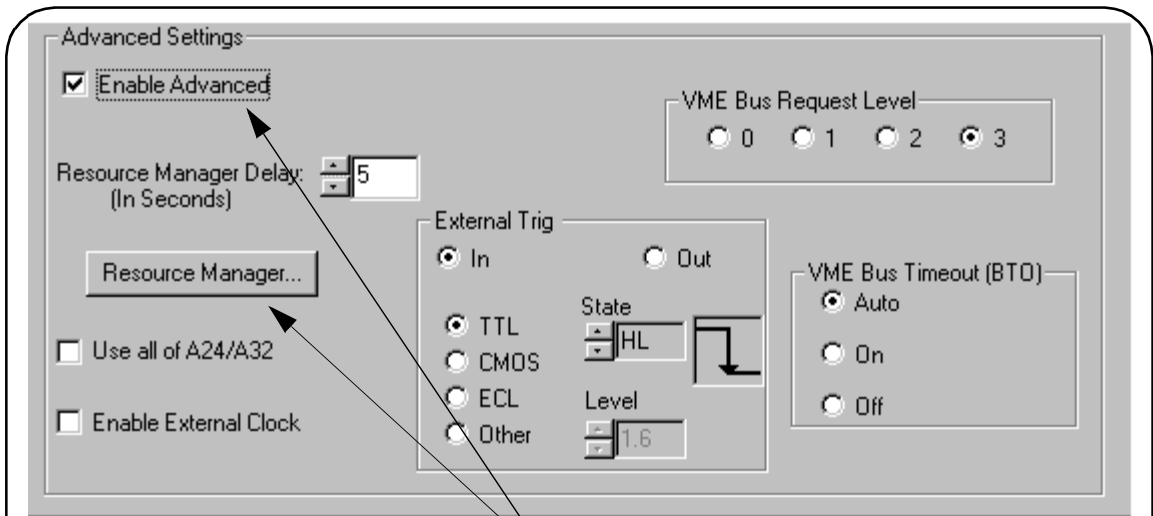 Advanced Settings
Enable Advanced
VME Bus Request Level
0 1 2 3
Resource Manager Delay: 5
(In Seconds)
External Trig
In Out
Resource Manager...
VME Bus Timeout (BTO)
Auto
State
TTL
HL
Use all of A24/A32
CMOS
On
ECL
Level
Off
Enable External Clock
Other
1.6